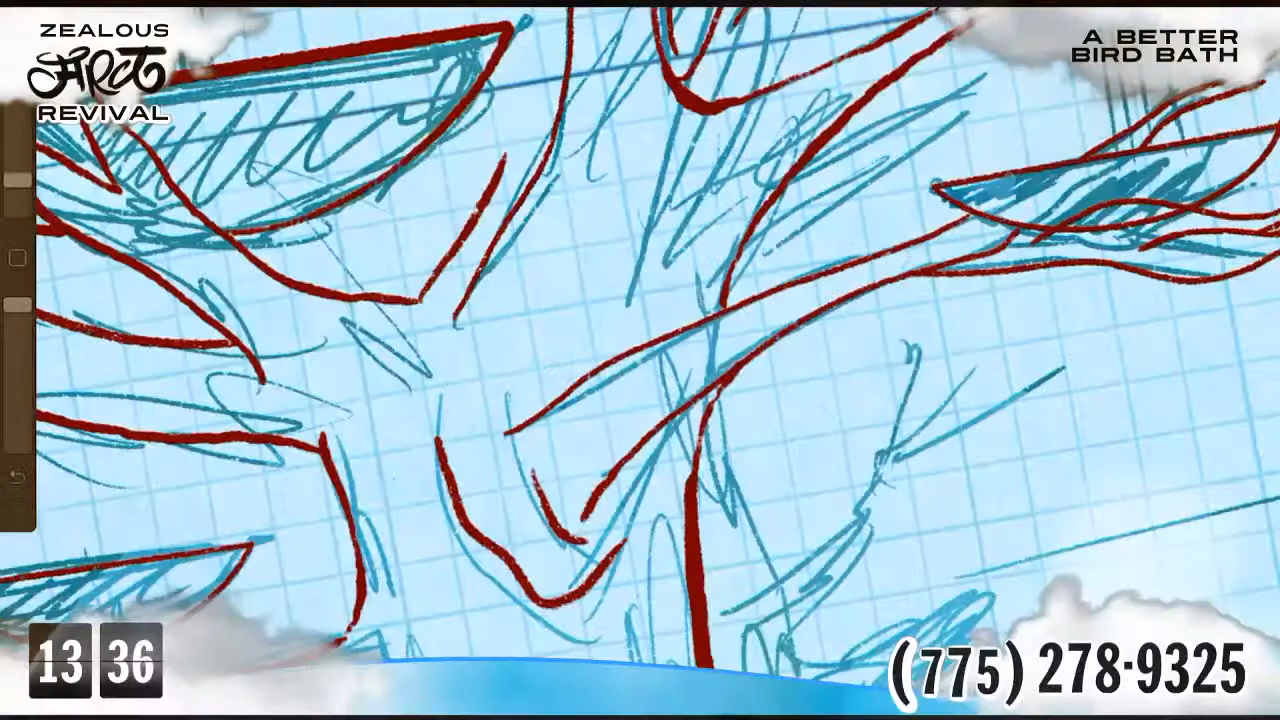 ZEALOUS
REVIVAL
A BETTER
BIRD BATH
13 36
(775) 278-9325